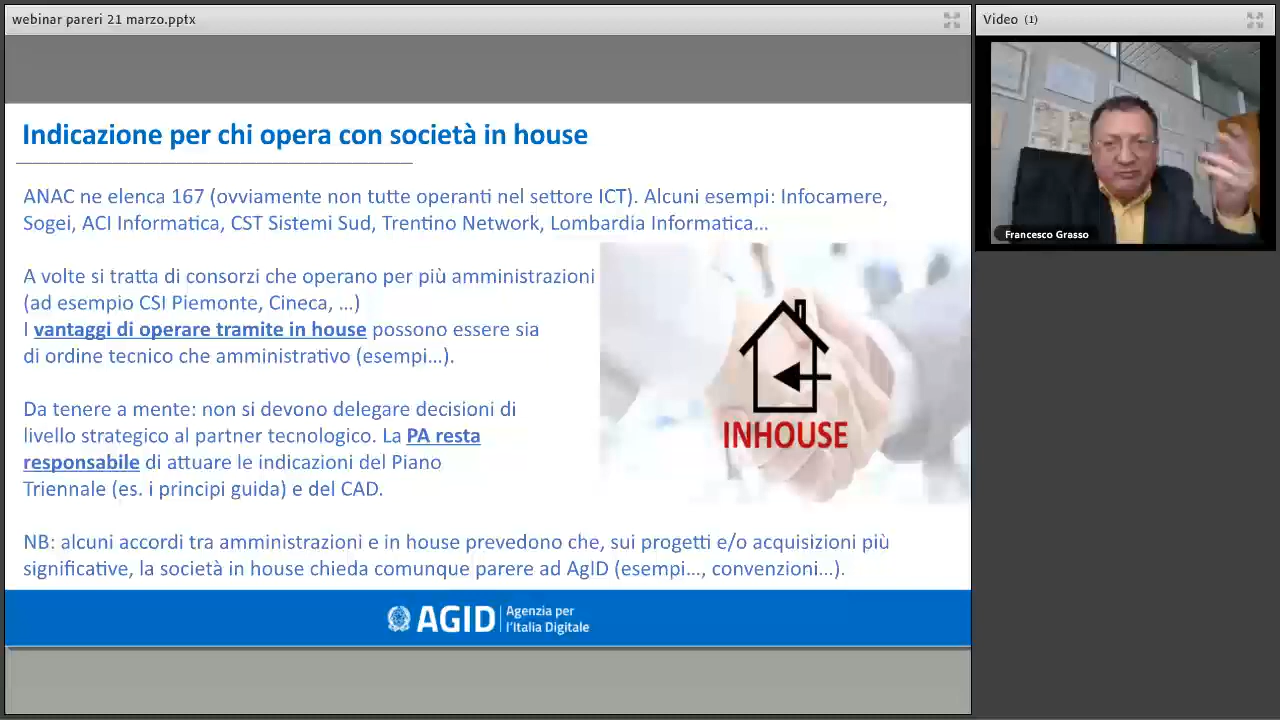 webinar pareri 21 marzo.pptx
Video (1)
Francesco Grasso
Indicazione per chi opera con società in house
ANAC ne elenca 167 (ovviamente non tutte operanti nel settore ICT). Alcuni esempi: Infocamere,
Sogei, ACI Informatica, CST Sistemi Sud, Trentino Network, Lombardia Informatica...
A volte si tratta di consorzi che operano per più amministrazioni
(ad esempio CSI Piemonte, Cineca, ...)
I vantaggi di operare tramite in house possono essere sia
di ordine tecnico che amministrativo (esempi...).
Da tenere a mente: non si devono delegare decisioni di
livello strategico al partner tecnologico. La PA resta
responsabile di attuare le indicazioni del Piano
Triennale (es. i principi guida) e del CAD.
INHOUSE
NB: alcuni accordi tra amministrazioni e in house prevedono che, sui progetti e/o acquisizioni più
significative, la società in house chieda comunque parere ad AgID (esempi..., convenzioni...).
AGID
Agenzia per
l'Italia Digitale